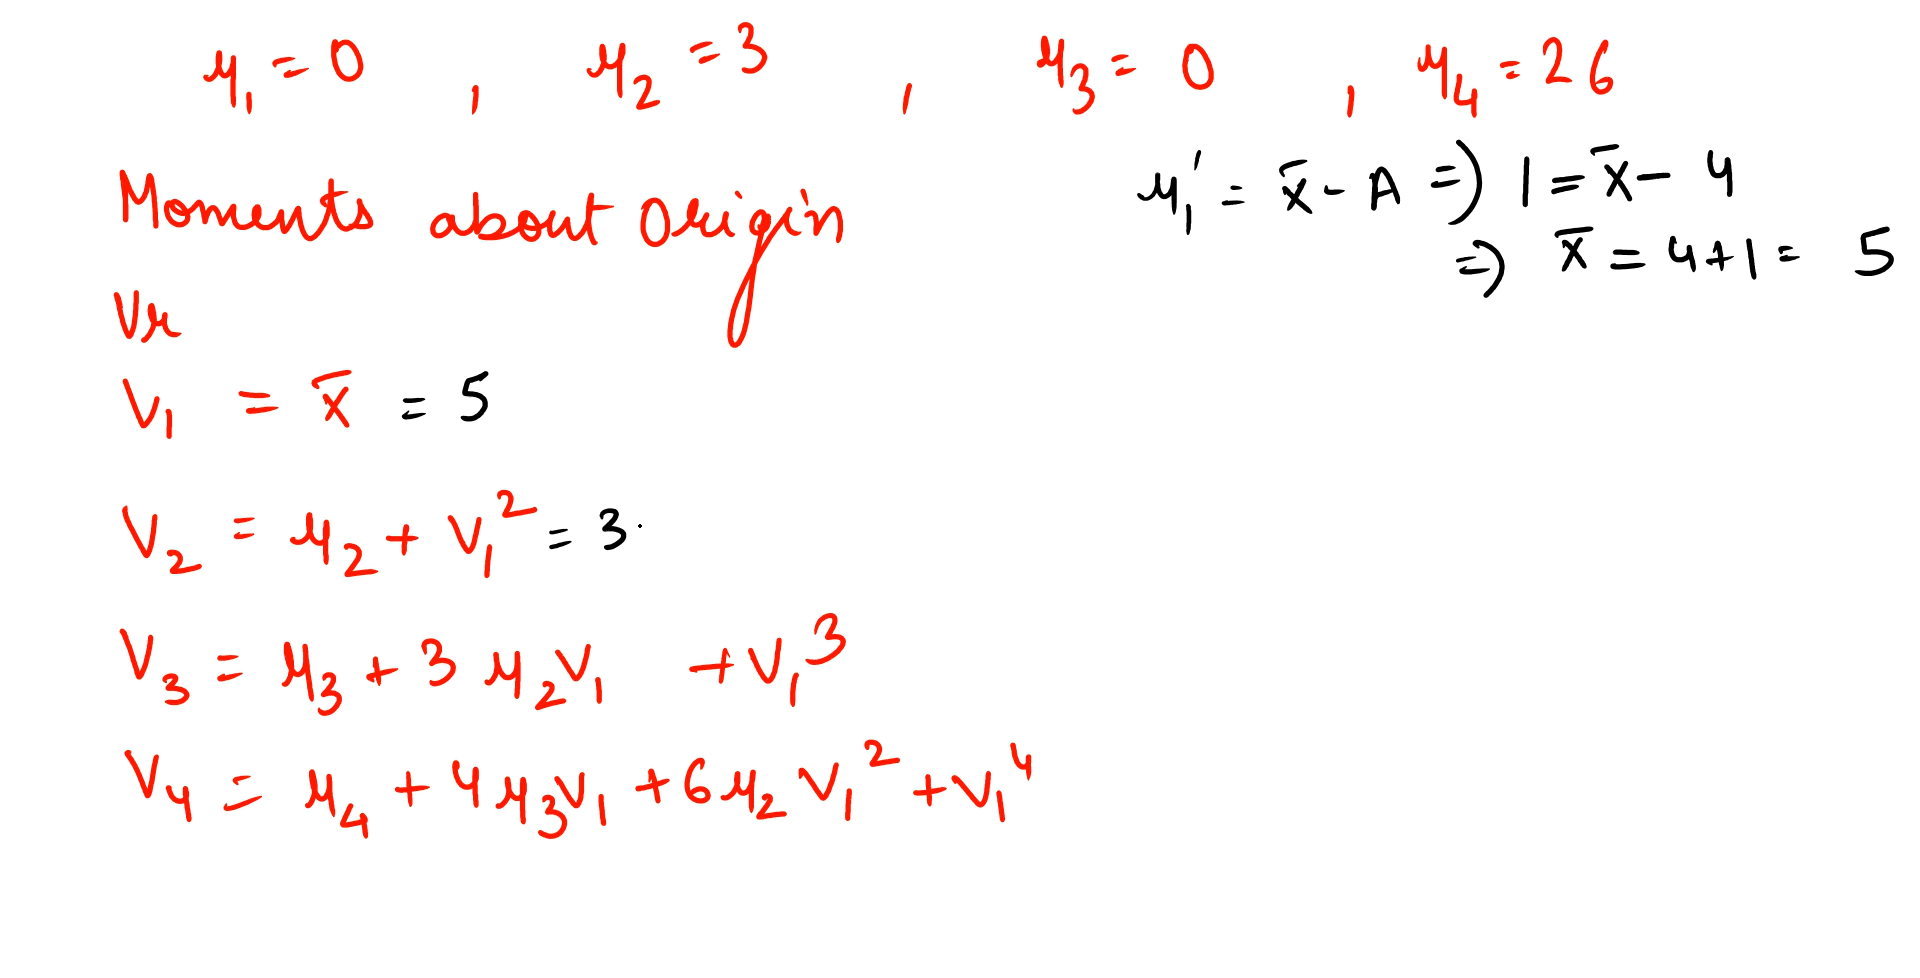 μ₁ = 0 , μ₂ = 3 , μ₃ = 0 , μ₄ = 26
μ₁' = x̄ - A ⇒ 1 = x̄ - 4
⇒ x̄ = 4+1 = 5
Moments about Origin
Vr
V₁ = x̄ = 5
V₂ = μ₂ + V₁² = 3
V₃ = μ₃ + 3 μ₂V₁ + V₁³
V₄ = μ₄ + 4 μ₃V₁ + 6 μ₂ V₁² + V₁⁴